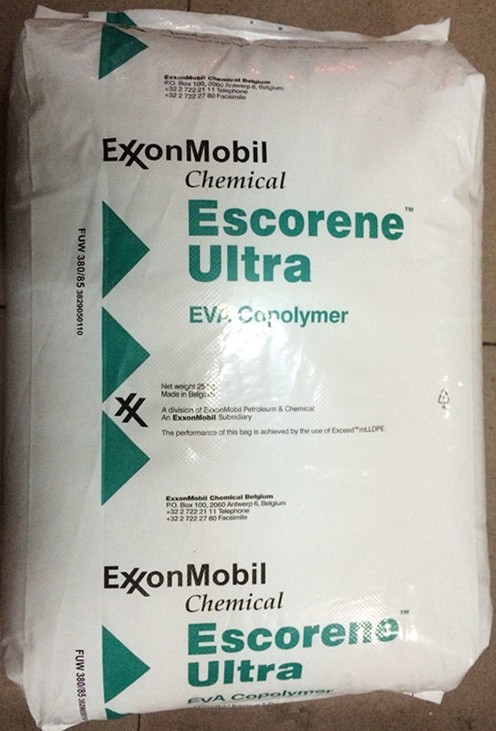 ExxonMobil Chemical Belgium
P.O. Box 100, 2060 Antwerp 6, Belgium
+32 2 722 21 11 Telephone
+32 2 722 27 80 Facsimile
ExxonMobil
Chemical
Escorene™
Ultra
EVA Copolymer
FUW 380/85 3829050110
Net weight 25
Made in Belgium
A division of ExxonMobil Petroleum & Chemical
An ExxonMobil Subsidiary
The performance of this bag is achieved by the use of Exceed™ mLLDPE
ExxonMobil Chemical Belgium
P.O. Box 100, 2060 Antwerp 6, Belgium
+32 2 722 21 11 Telephone
+32 2 722 27 80 Facsimile
ExxonMobil
Chemical
Escorene™
Ultra
FUW 380/85
EVA Copolymer